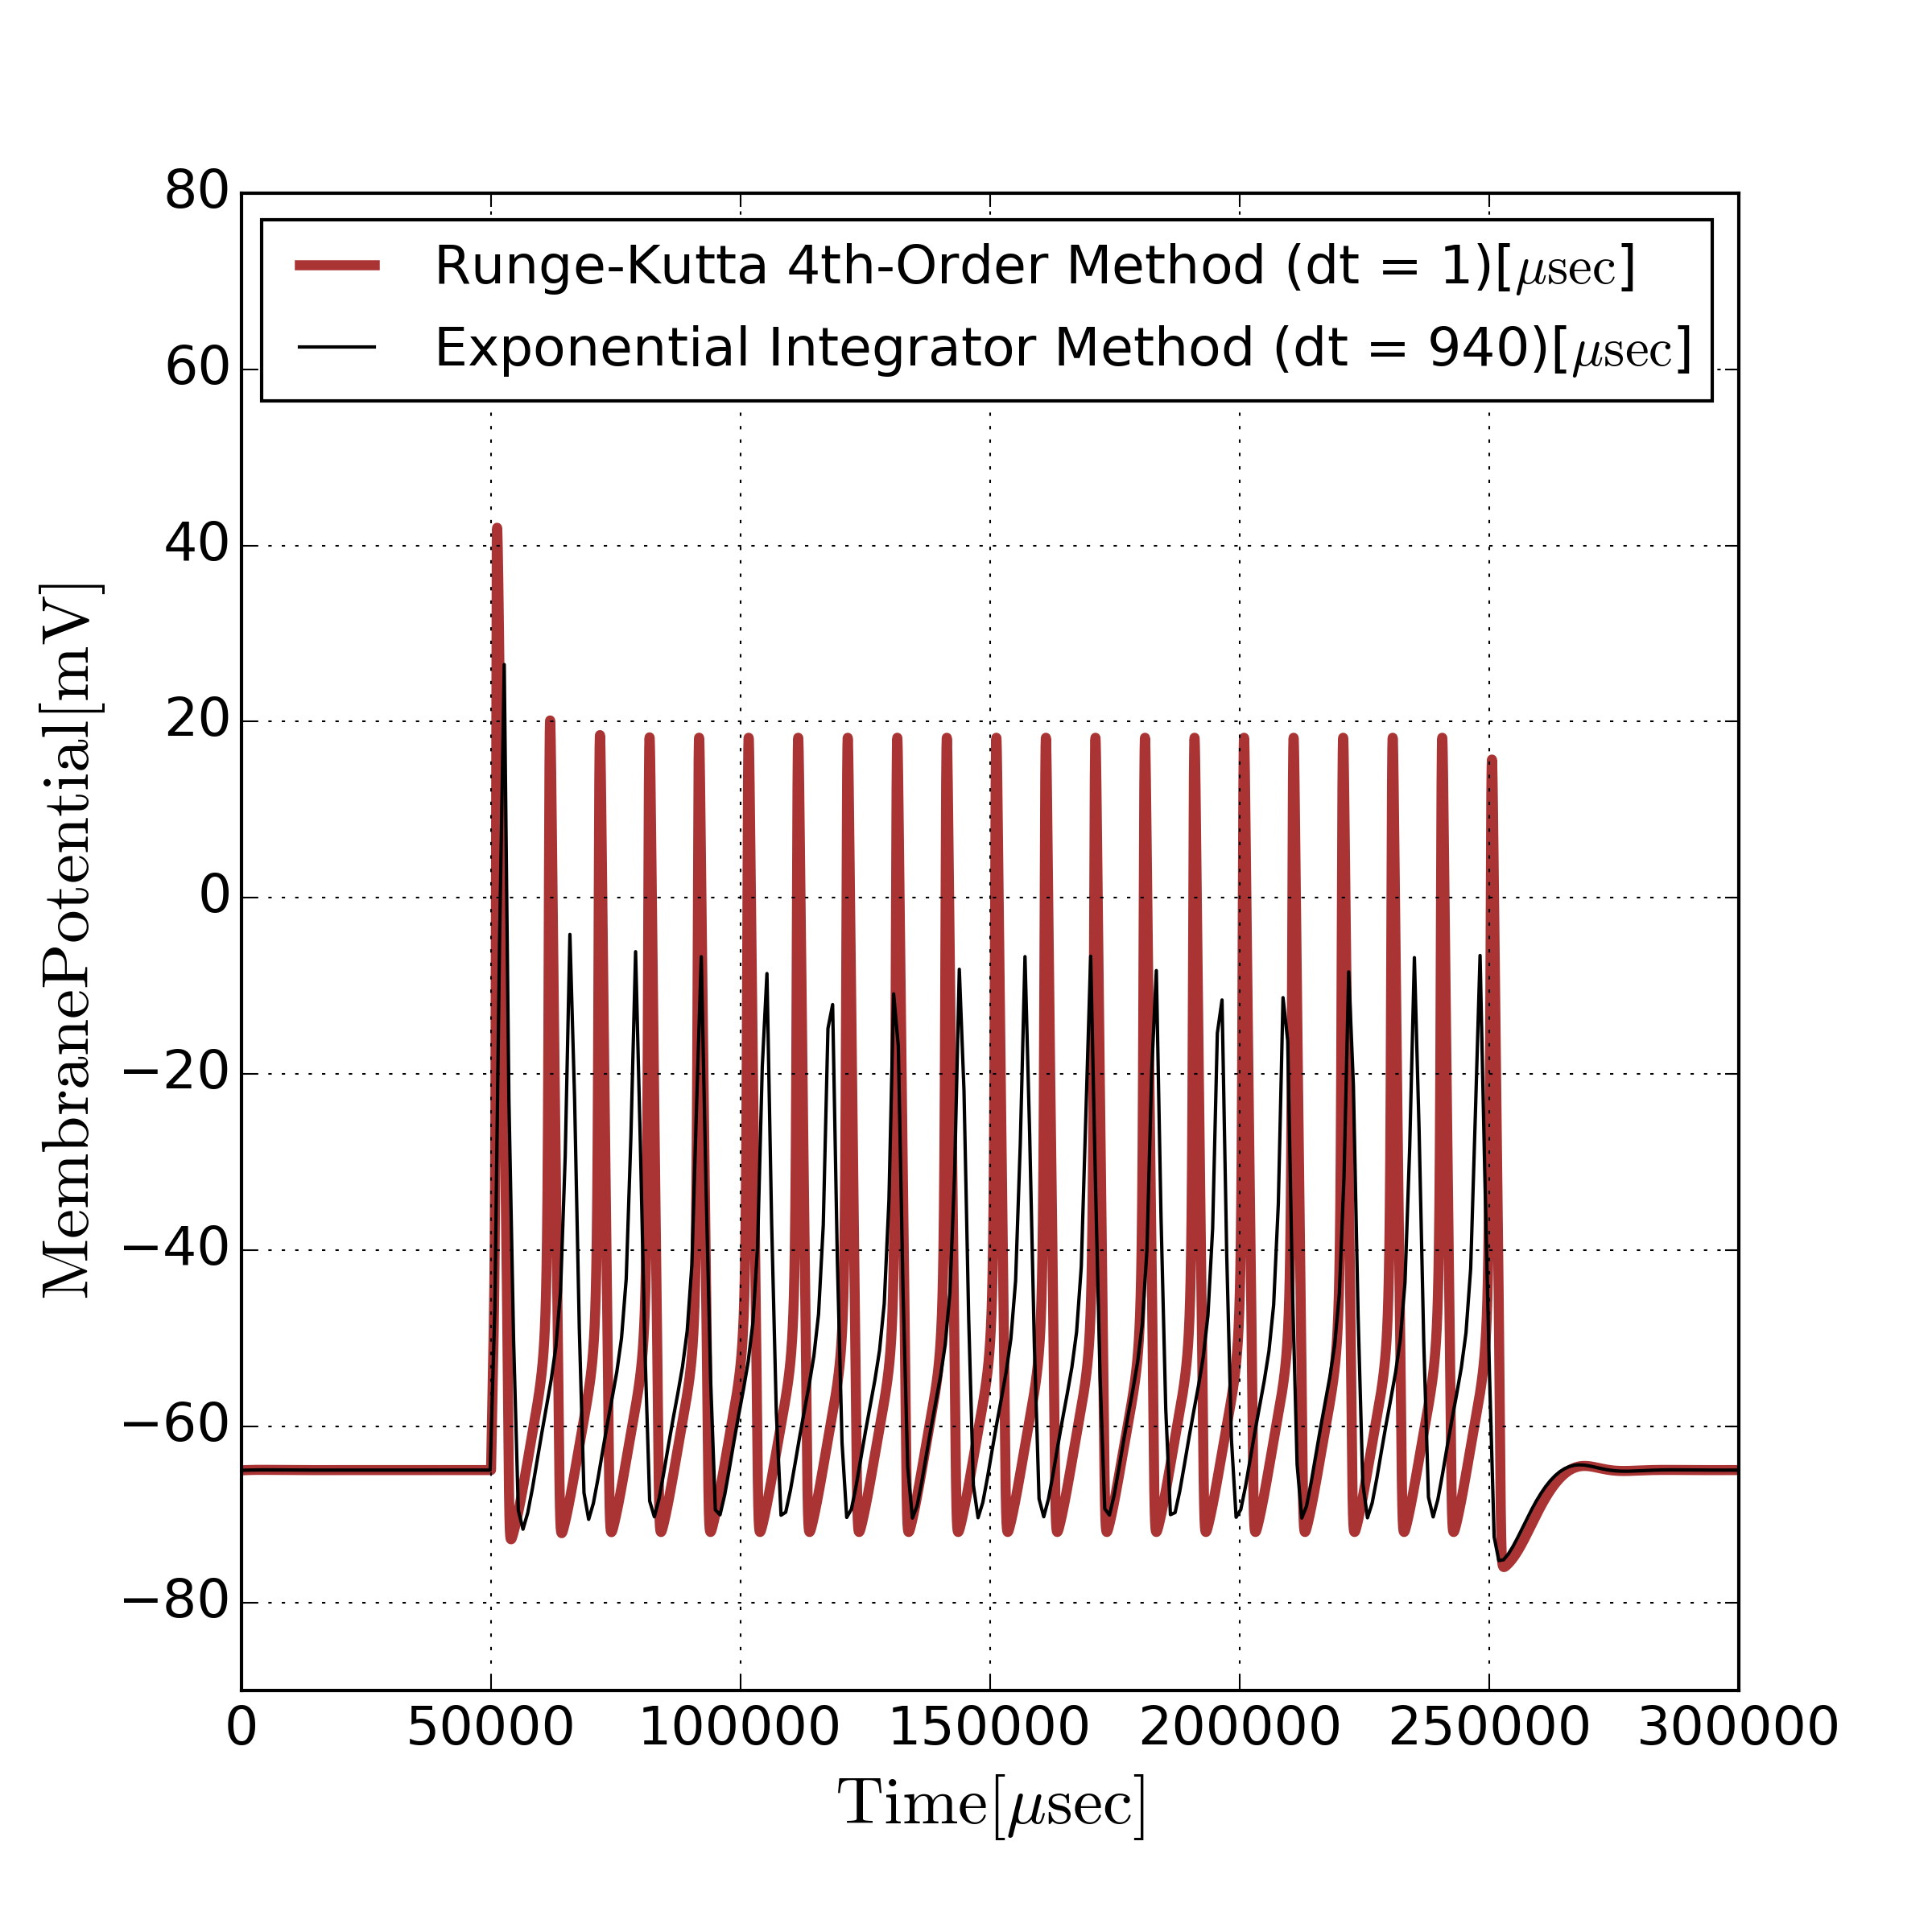 80
Runge-Kutta 4th-Order Method (dt = 1)[μsec]
Exponential Integrator Method (dt = 940)[μsec]
60
40
20
0
−20
−40
−60
−80
MembranePotential[mV]
0 50000 100000 150000 200000 250000 300000
Time[μsec]